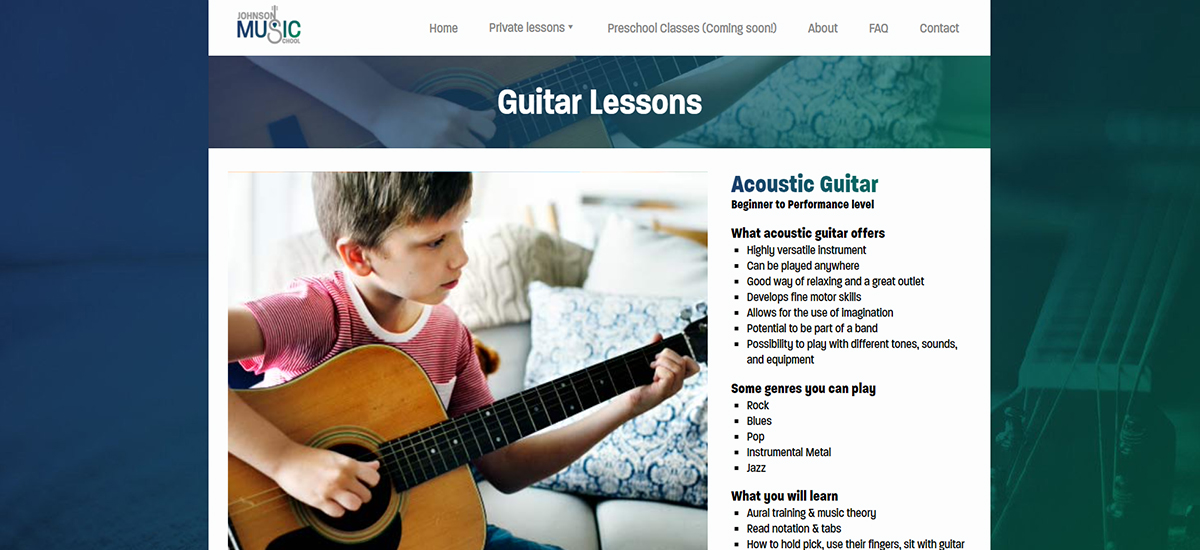 JOHNSON
MUSIC
SCHOOL
Home
Private lessons
Preschool Classes (Coming soon!)
About
FAQ
Contact
Guitar Lessons
Acoustic Guitar
Beginner to Performance level
What acoustic guitar offers
Highly versatile instrument
Can be played anywhere
Good way of relaxing and a great outlet
Develops fine motor skills
Allows for the use of imagination
Potential to be part of a band
Possibility to play with different tones, sounds,
and equipment
Some genres you can play
Rock
Blues
Pop
Instrumental Metal
Jazz
What you will learn
Aural training & music theory
Read notation & tabs
How to hold pick, use their fingers, sit with guitar